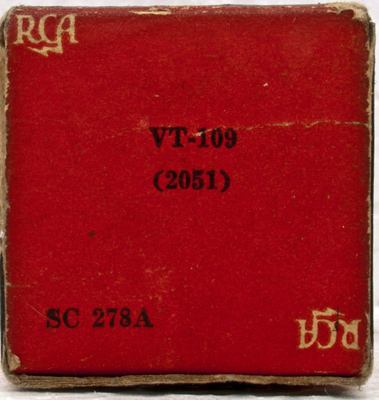 RCA
VT-109
(2051)
SC 278A
RCA